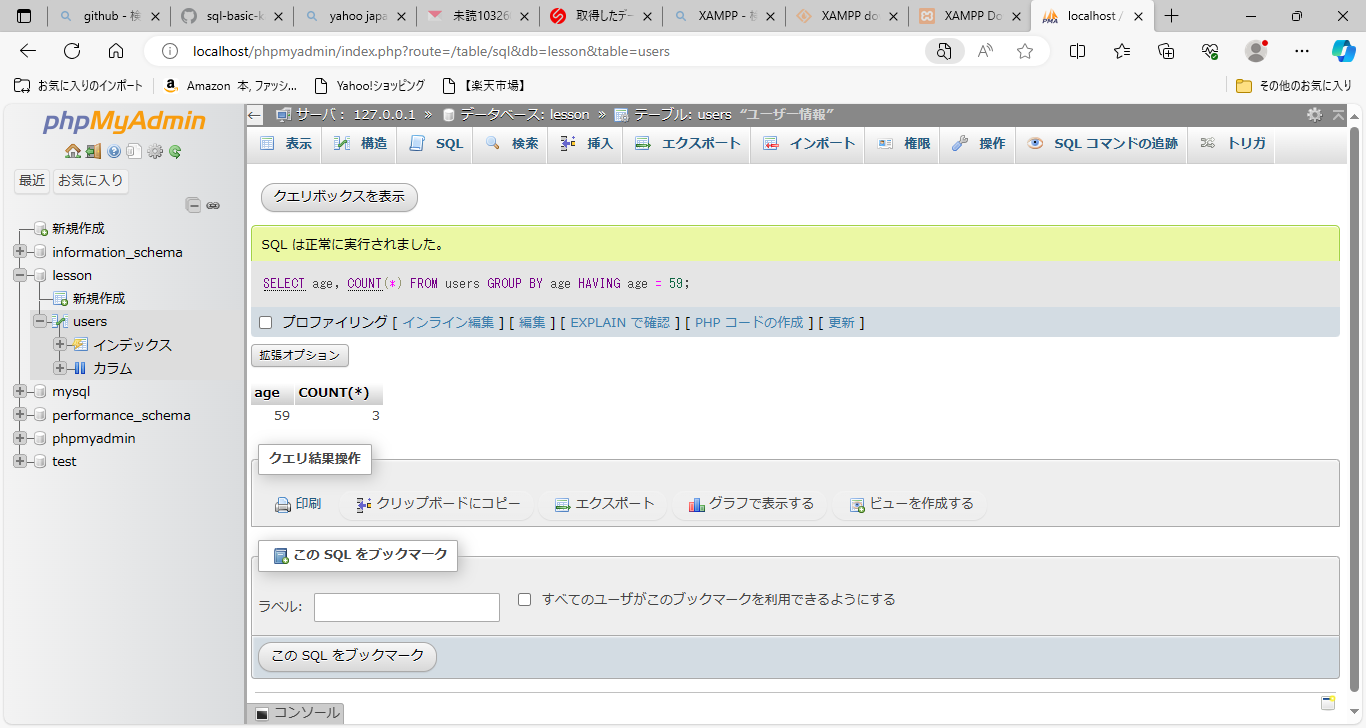 github - 検
sql-basic-k
yahoo japa
未読10326
取得したデー
XAMPP - 検
XAMPP do
XAMPP Do
localhost /
localhost/phpmyadmin/index.php?route=/table/sql&db=lesson&table=users
お気に入りのインポート
Amazon 本, ファッシ...
Yahoo!ショッピング
【楽天市場】
その他のお気に入り
phpMyAdmin
最近 お気に入り
新規作成
information_schema
lesson
新規作成
users
インデックス
カラム
mysql
performance_schema
phpmyadmin
test
サーバ: 127.0.0.1 » データベース: lesson » テーブル: users "ユーザー情報"
表示 構造 SQL 検索 挿入 エクスポート インポート 権限 操作 SQL コマンドの追跡 トリガ
クエリボックスを表示
SQL は正常に実行されました。
SELECT age, COUNT(*) FROM users GROUP BY age HAVING age = 59;
プロファイリング [ インライン編集 ] [ 編集 ] [ EXPLAIN で確認 ] [ PHP コードの作成 ] [ 更新 ]
拡張オプション
age COUNT(*)
59 3
クエリ結果操作
印刷 クリップボードにコピー エクスポート グラフで表示する ビューを作成する
この SQL をブックマーク
ラベル: すべてのユーザがこのブックマークを利用できるようにする
この SQL をブックマーク
コンソール